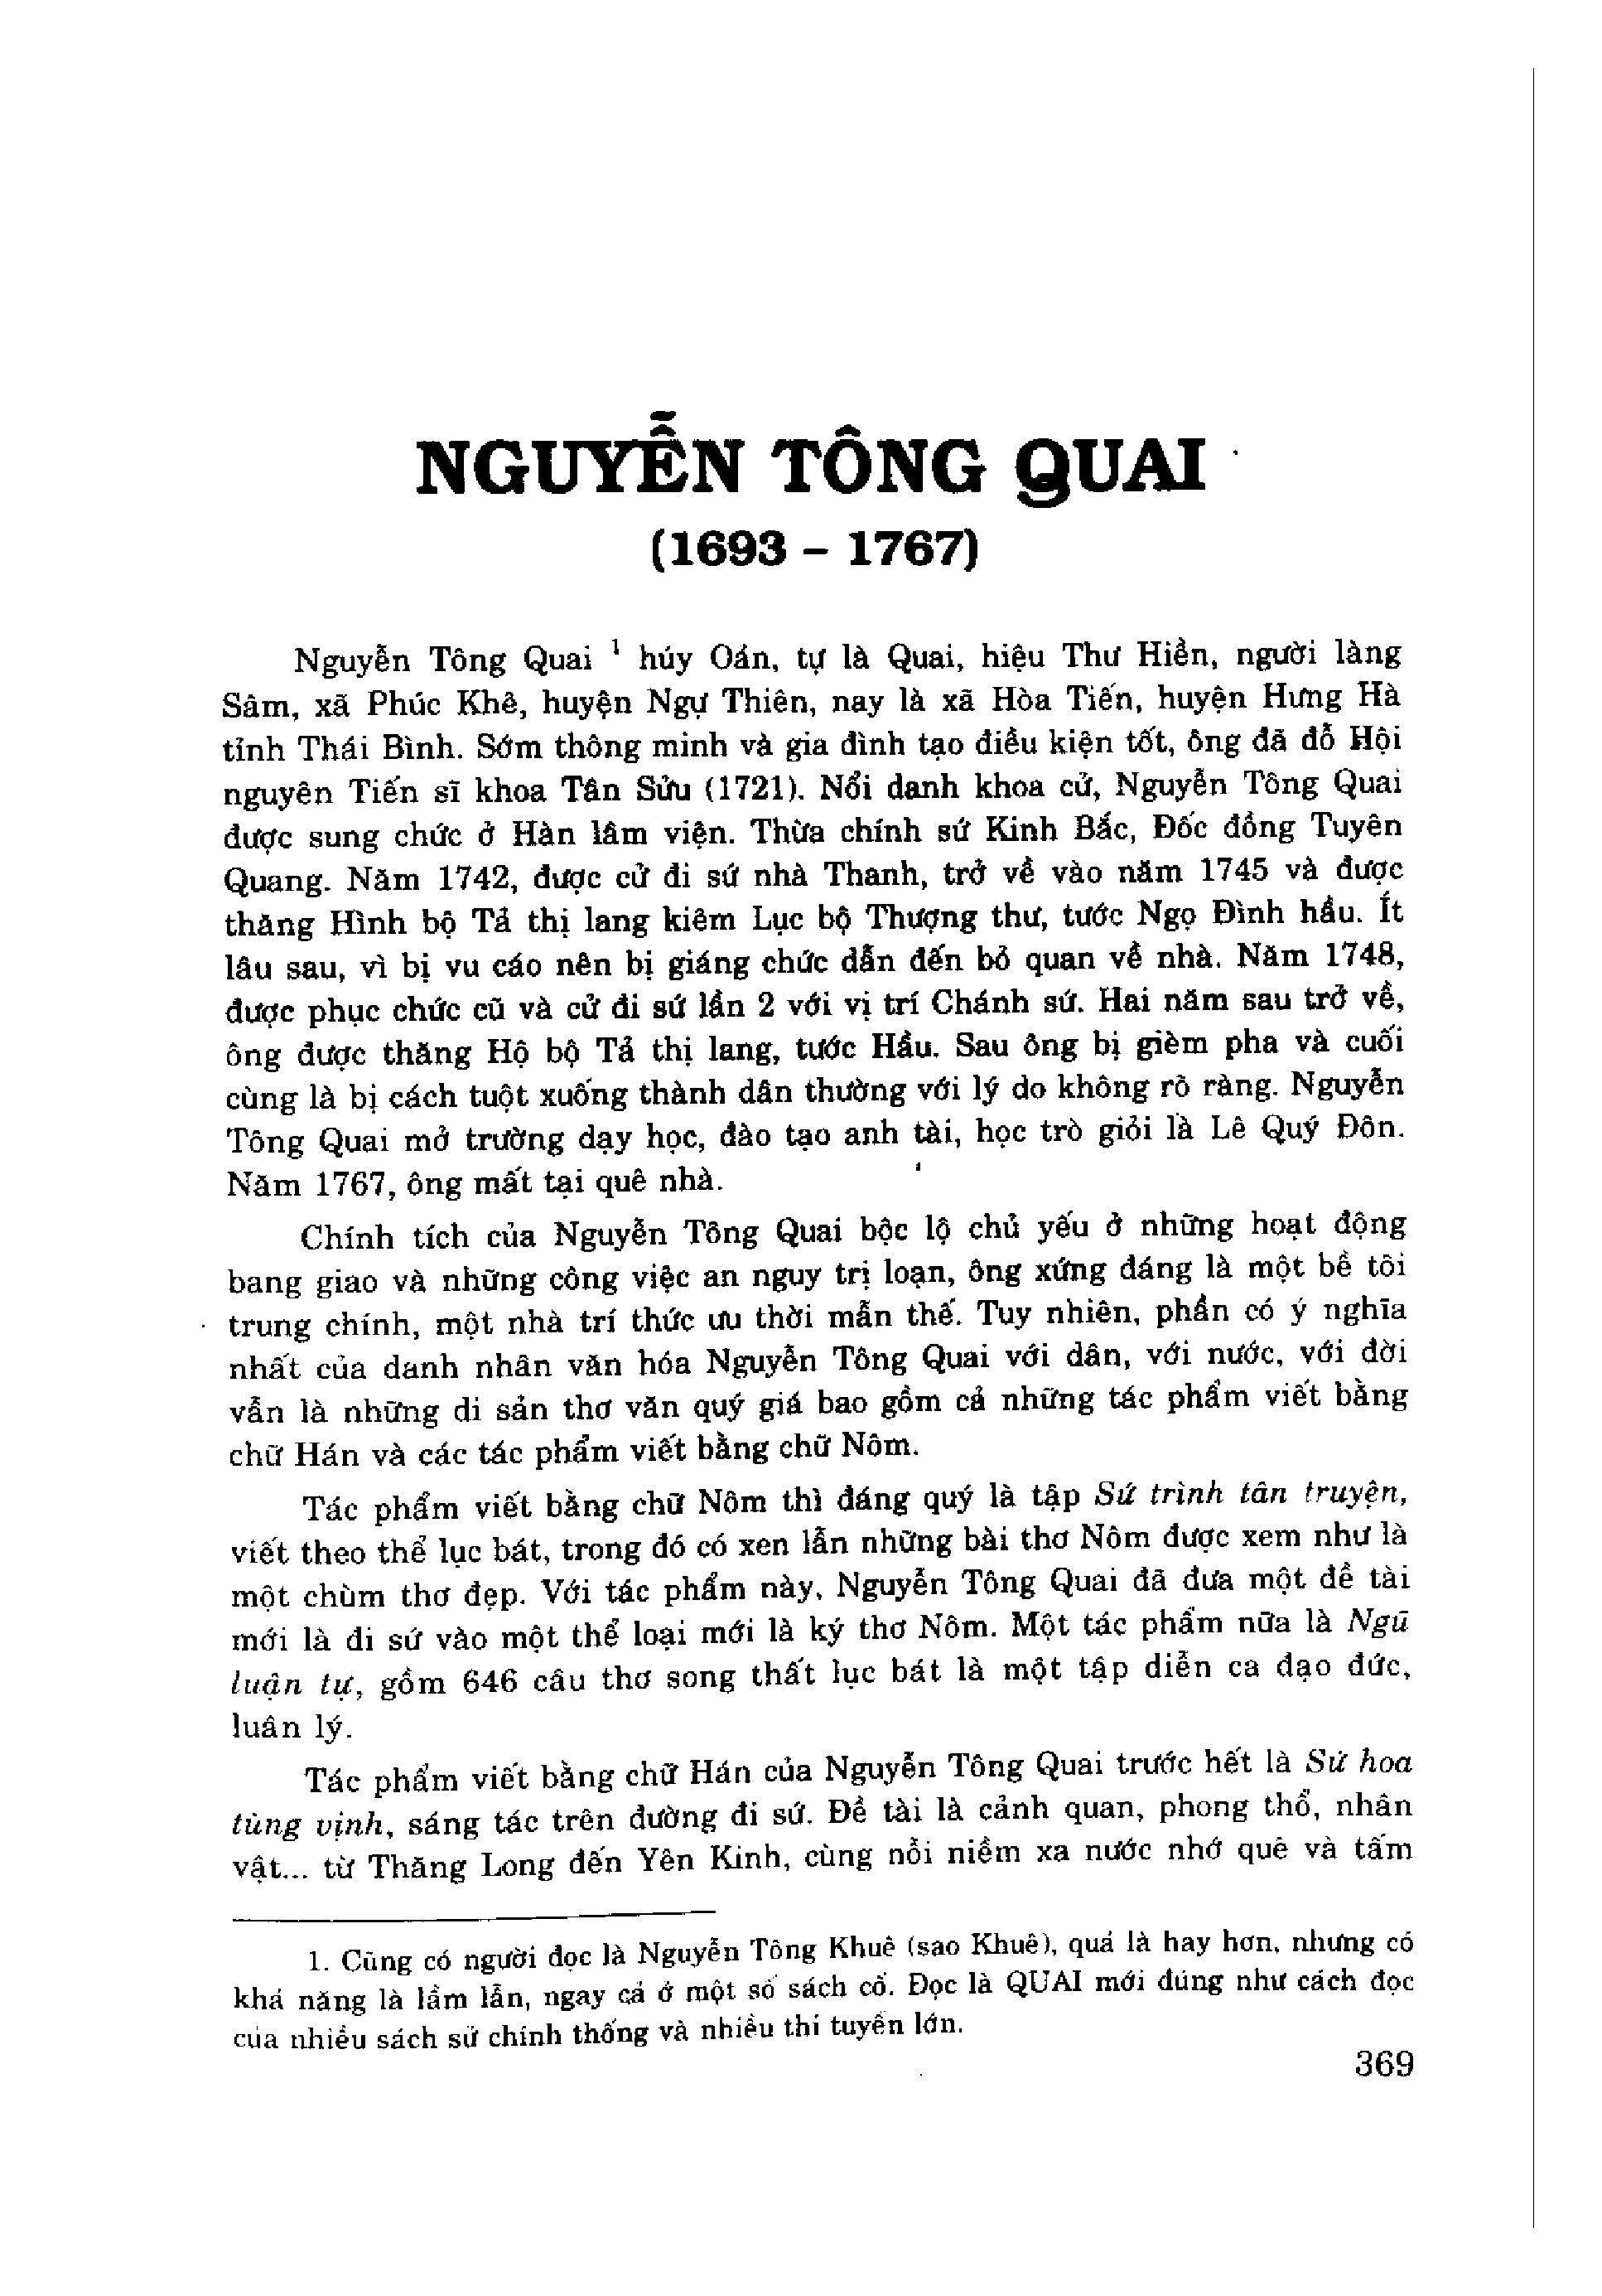 NGUYỄN TÔNG QUAI
(1693 – 1767)
Nguyễn Tông Quai ¹ húy Oán, tự là Quai, hiệu Thư Hiền, người làng
Sâm, xã Phúc Khê, huyện Ngự Thiên, nay là xã Hòa Tiến, huyện Hưng Hà
tỉnh Thái Bình. Sớm thông minh và gia đình tạo điều kiện tốt, ông đã đỗ Hội
nguyên Tiến sĩ khoa Tân Sửu (1721). Nổi danh khoa cử, Nguyễn Tông Quai
được sung chức ở Hàn lâm viện. Thừa chính sứ Kinh Bắc, Đốc đồng Tuyên
Quang. Năm 1742, được cử đi sứ nhà Thanh, trở về vào năm 1745 và được
thăng Hình bộ Tả thị lang kiêm Lục bộ Thượng thư, tước Ngọ Đình hầu. Ít
lâu sau, vì bị vu cáo nên bị giáng chức dẫn đến bỏ quan về nhà. Năm 1748,
được phục chức cũ và cử đi sứ lần 2 với vị trí Chánh sứ. Hai năm sau trở về,
ông được thăng Hộ bộ Tả thị lang, tước Hầu. Sau ông bị gièm pha và cuối
cùng là bị cách tuột xuống thành dân thường với lý do không rõ ràng. Nguyễn
Tông Quai mở trường dạy học, đào tạo anh tài, học trò giỏi là Lê Quý Đôn.
Năm 1767, ông mất tại quê nhà.
Chính tích của Nguyễn Tông Quai bộc lộ chủ yếu ở những hoạt động
bang giao và những công việc an nguy trị loạn, ông xứng đáng là một bề tôi
trung chính, một nhà trí thức ưu thời mẫn thế. Tuy nhiên, phần có ý nghĩa
nhất của danh nhân văn hóa Nguyễn Tông Quai với dân, với nước, với đời
vẫn là những di sản thơ văn quý giá bao gồm cả những tác phẩm viết bằng
chữ Hán và các tác phẩm viết bằng chữ Nôm.
Tác phẩm viết bằng chữ Nôm thì đáng quý là tập Sứ trình tân truyện,
viết theo thể lục bát, trong đó có xen lẫn những bài thơ Nôm được xem như là
một chùm thơ đẹp. Với tác phẩm này, Nguyễn Tông Quai đã đưa một đề tài
mới là đi sứ vào một thể loại mới là ký thơ Nôm. Một tác phẩm nữa là Ngũ
luận tự, gồm 646 câu thơ song thất lục bát là một tập diễn ca đạo đức,
luân lý.
Tác phẩm viết bằng chữ Hán của Nguyễn Tông Quai trước hết là Sứ hoa
tùng vịnh, sáng tác trên đường đi sứ. Đề tài là cảnh quan, phong thổ, nhân
vật... từ Thăng Long đến Yên Kinh, cùng nỗi niềm xa nước nhớ quê và tấm
1. Cũng có người đọc là Nguyễn Tông Khuê (sao Khuê), quả là hay hơn, nhưng có
khả năng là lầm lẫn, ngay cả ở một số sách cổ. Đọc là QUAI mới đúng như cách đọc
của nhiều sách sử chính thống và nhiều thi tuyển lớn.
369